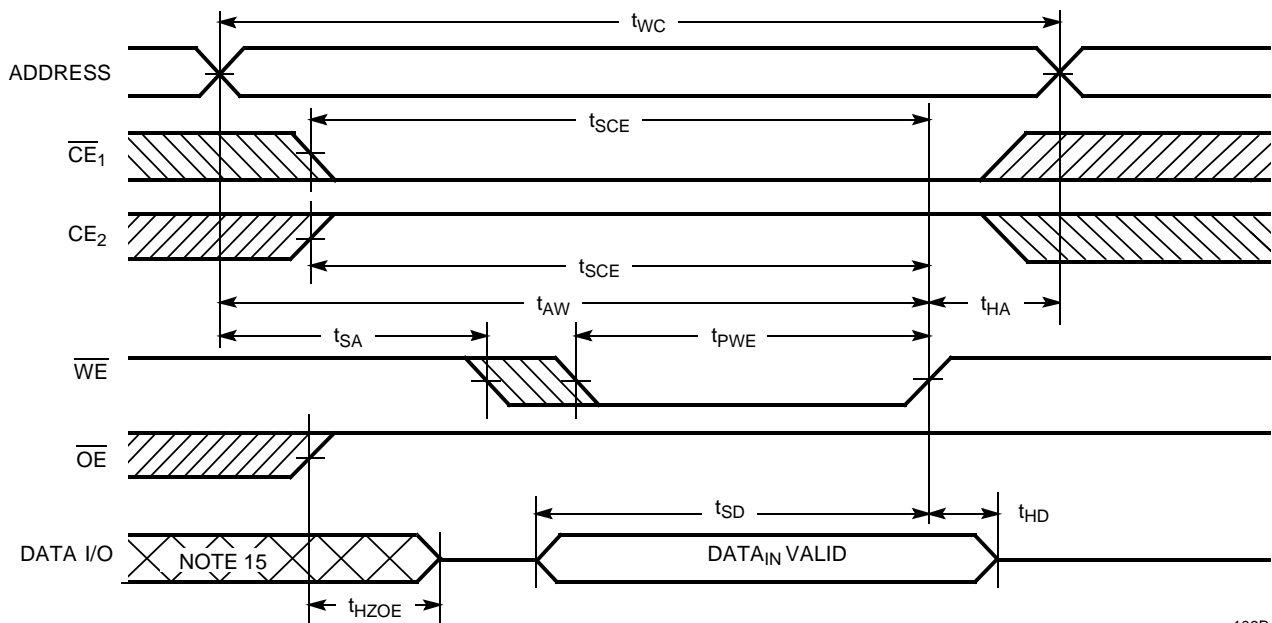 tWC
ADDRESS
tSCE
CE1
CE2
tSCE
tAW
tHA
tSA
tPWE
WE
OE
tSD
tHD
DATA I/O
NOTE 15
DATAIN VALID
tHZOE